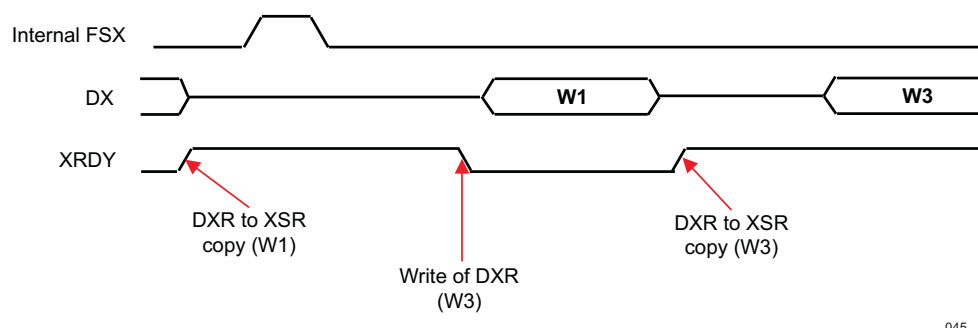 Internal FSX
DX
W1
W3
XRDY
DXR to XSR
copy (W1)
Write of DXR
(W3)
DXR to XSR
copy (W3)
045